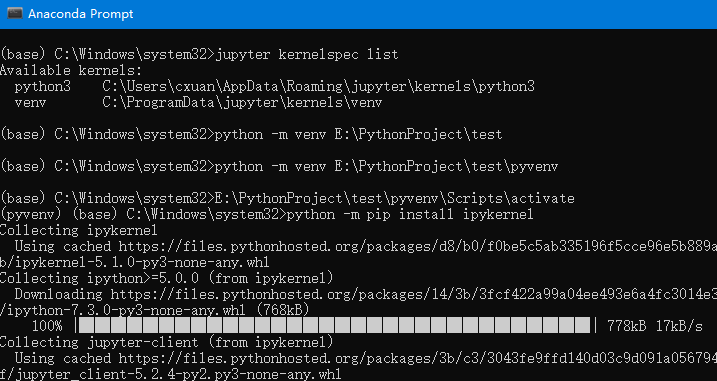 Anaconda Prompt
(base) C:\Windows\system32>jupyter kernelspec list
Available kernels:
  python3    C:\Users\cxuan\AppData\Roaming\jupyter\kernels\python3
  venv       C:\ProgramData\jupyter\kernels\venv
(base) C:\Windows\system32>python -m venv E:\PythonProject\test
(base) C:\Windows\system32>python -m venv E:\PythonProject\test\pyvenv
(base) C:\Windows\system32>E:\PythonProject\test\pyvenv\Scripts\activate
(pyvenv) (base) C:\Windows\system32>python -m pip install ipykernel
Collecting ipykernel
  Using cached https://files.pythonhosted.org/packages/d8/b0/f0be5c5ab335196f5cce96e5b889a
b/ipykernel-5.1.0-py3-none-any.whl
Collecting ipython>=5.0.0 (from ipykernel)
  Downloading https://files.pythonhosted.org/packages/14/3b/3fcf422a99a04ee493e6a4fc3014e3
/ipython-7.3.0-py3-none-any.whl (768kB)
    100% | | 778kB 17kB/s
Collecting jupyter-client (from ipykernel)
  Using cached https://files.pythonhosted.org/packages/3b/c3/3043fe9ffd140d03c9d091a056794
f/jupyter_client-5.2.4-py2.py3-none-any.whl